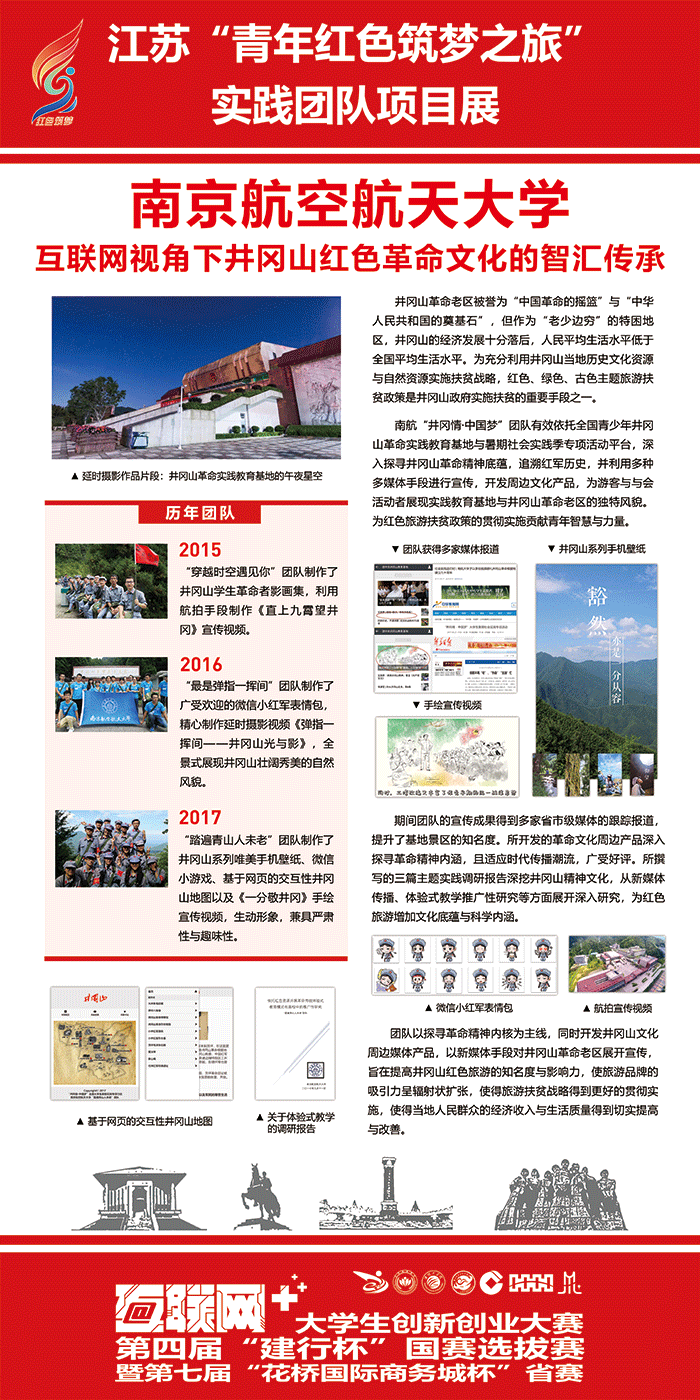 红色筑梦
江苏“青年红色筑梦之旅”
实践团队项目展
南京航空航天大学
互联网视角下井冈山红色革命文化的智汇传承
▲ 延时摄影作品片段：井冈山革命实践教育基地的午夜星空
历年团队
2015
“穿越时空遇见你”团队制作了
井冈山学生革命者影画集，利用
航拍手段制作《直上九霄望井
冈》宣传视频。
2016
“最是弹指一挥间”团队制作了
广受欢迎的微信小红军表情包，
精心制作延时摄影视频《弹指一
挥间——井冈山光与影》，全
景式展现井冈山壮阔秀美的自然
风貌。
2017
“踏遍青山人未老”团队制作了
井冈山系列唯美手机壁纸、微信
小游戏、基于网页的交互性井冈
山地图以及《一分敬井冈》手绘
宣传视频，生动形象，兼具严肃
性与趣味性。
井冈山
▲ 基于网页的交互性井冈山地图
▲ 关于体验式教学
的调研报告
井冈山革命老区被誉为“中国革命的摇篮”与“中华
人民共和国的奠基石”，但作为“老少边穷”的特困地
区，井冈山的经济发展十分落后，人民平均生活水平低于
全国平均生活水平。为充分利用井冈山当地历史文化资源
与自然资源实施扶贫战略，红色、绿色、古色主题旅游扶
贫政策是井冈山政府实施扶贫的重要手段之一。
南航“井冈情·中国梦”团队有效依托全国青少年井冈
山革命实践教育基地与暑期社会实践季专项活动平台，深
入探寻井冈山革命精神底蕴，追溯红军历史，并利用多种
多媒体手段进行宣传，开发周边文化产品，为游客与与会
活动者展现实践教育基地与井冈山革命老区的独特风貌。
为红色旅游扶贫政策的贯彻实施贡献青年智慧与力量。
▼ 团队获得多家媒体报道
▼ 井冈山系列手机壁纸
豁然
亦是一分从容
▼ 手绘宣传视频
期间团队的宣传成果得到多家省市级媒体的跟踪报道，
提升了基地景区的知名度。所开发的革命文化周边产品深入
探寻革命精神内涵，且适应时代传播潮流，广受好评。所撰
写的三篇主题实践调研报告深挖井冈山精神文化，从新媒体
传播、体验式教学推广性研究等方面展开深入研究，为红色
旅游增加文化底蕴与科学内涵。
▲ 微信小红军表情包
▲ 航拍宣传视频
团队以探寻革命精神内核为主线，同时开发井冈山文化
周边媒体产品，以新媒体手段对井冈山革命老区展开宣传，
旨在提高井冈山红色旅游的知名度与影响力，使旅游品牌的
吸引力呈辐射状扩张，使得旅游扶贫战略得到更好的贯彻实
施，使得当地人民群众的经济收入与生活质量得到切实提高
与改善。
互联网+
大学生创新创业大赛
第四届“建行杯”国赛选拔赛
暨第七届“花桥国际商务城杯”省赛